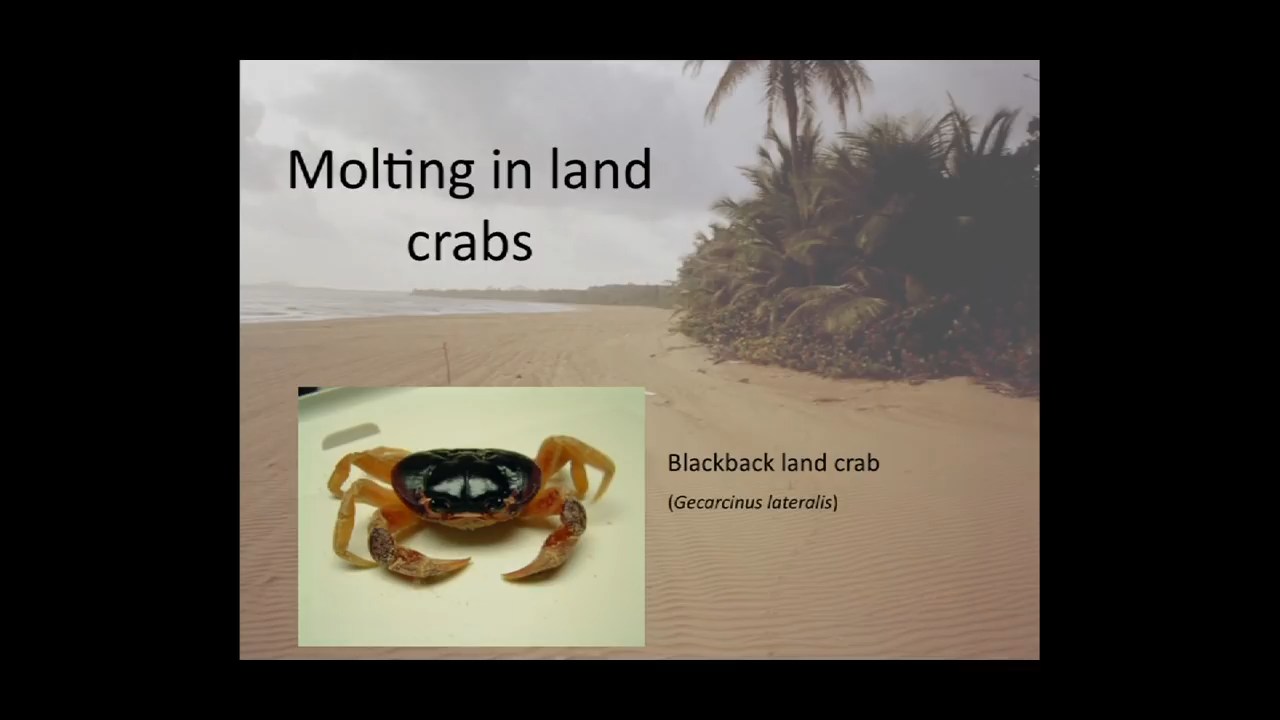 Molting in land
crabs
Blackback land crab
(Gecarcinus lateralis)